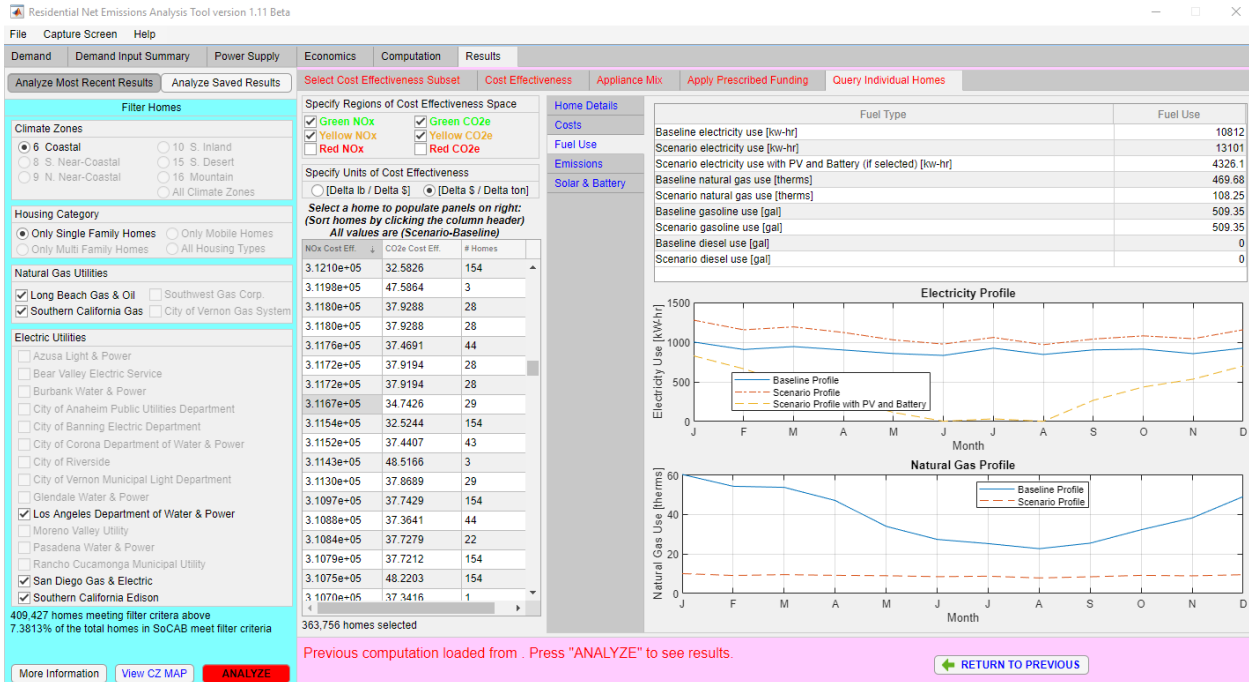 Residential Net Emissions Analysis Tool version 1.11 Beta
File Capture Screen Help
Demand Demand Input Summary Power Supply Economics Computation Results
Analyze Most Recent Results Analyze Saved Results
Filter Homes
Climate Zones
6 Coastal 10 S. Inland
8 S. Near-Coastal 15 S. Desert
9 N. Near-Coastal 16 Mountain
All Climate Zones
Housing Category
Only Single Family Homes Only Mobile Homes
Only Multi Family Homes All Housing Types
Natural Gas Utilities
Long Beach Gas & Oil Southwest Gas Corp.
Southern California Gas City of Vernon Gas System
Electric Utilities
Azusa Light & Power
Bear Valley Electric Service
Burbank Water & Power
City of Anaheim Public Utilities Department
City of Banning Electric Department
City of Corona Department of Water & Power
City of Riverside
City of Vernon Municipal Light Department
Glendale Water & Power
Los Angeles Department of Water & Power
Moreno Valley Utility
Pasadena Water & Power
Rancho Cucamonga Municipal Utility
San Diego Gas & Electric
Southern California Edison
409,427 homes meeting filter critera above
7.3813% of the total homes in SoCAB meet filter criteria
More Information View CZ MAP ANALYZE
Select Cost Effectiveness Subset Cost Effectiveness Appliance Mix Apply Prescribed Funding Query Individual Homes
Specify Regions of Cost Effectiveness Space
Green NOx Green CO2e
Yellow NOx Yellow CO2e
Red NOx Red CO2e
Specify Units of Cost Effectiveness
[Delta lb / Delta $] [Delta $ / Delta ton]
Select a home to populate panels on right:
(Sort homes by clicking the column header)
All values are (Scenario-Baseline)
NOx Cost Eff. ↓ CO2e Cost Eff. # Homes
3.1210e+05 32.5826 154
3.1198e+05 47.5864 3
3.1180e+05 37.9288 28
3.1180e+05 37.9288 28
3.1176e+05 37.4691 44
3.1172e+05 37.9194 28
3.1172e+05 37.9194 28
3.1167e+05 34.7426 29
3.1154e+05 32.5244 154
3.1152e+05 37.4407 43
3.1143e+05 48.5166 3
3.1130e+05 37.8689 29
3.1097e+05 37.7429 154
3.1088e+05 37.3641 44
3.1084e+05 37.7279 22
3.1079e+05 37.7212 154
3.1075e+05 48.2203 154
3.1070e+05 37.3416 1
363,756 homes selected
Home Details
Costs
Fuel Use
Emissions
Solar & Battery
Fuel Type Fuel Use
Baseline electricity use [kw-hr] 10812
Scenario electricity use [kw-hr] 13101
Scenario electricity use with PV and Battery (if selected) [kw-hr] 4326.1
Baseline natural gas use [therms] 469.68
Scenario natural gas use [therms] 108.25
Baseline gasoline use [gal] 509.35
Scenario gasoline use [gal] 509.35
Baseline diesel use [gal] 0
Scenario diesel use [gal] 0
Electricity Profile
Electricity Use [kW-hr]
1500
1000
500
0
Baseline Profile
Scenario Profile
Scenario Profile with PV and Battery
J F M A M J J A S O N D
Month
Natural Gas Profile
Natural Gas Use [therms]
60
40
20
0
Baseline Profile
Scenario Profile
J F M A M J J A S O N D
Month
Previous computation loaded from . Press "ANALYZE" to see results.
RETURN TO PREVIOUS